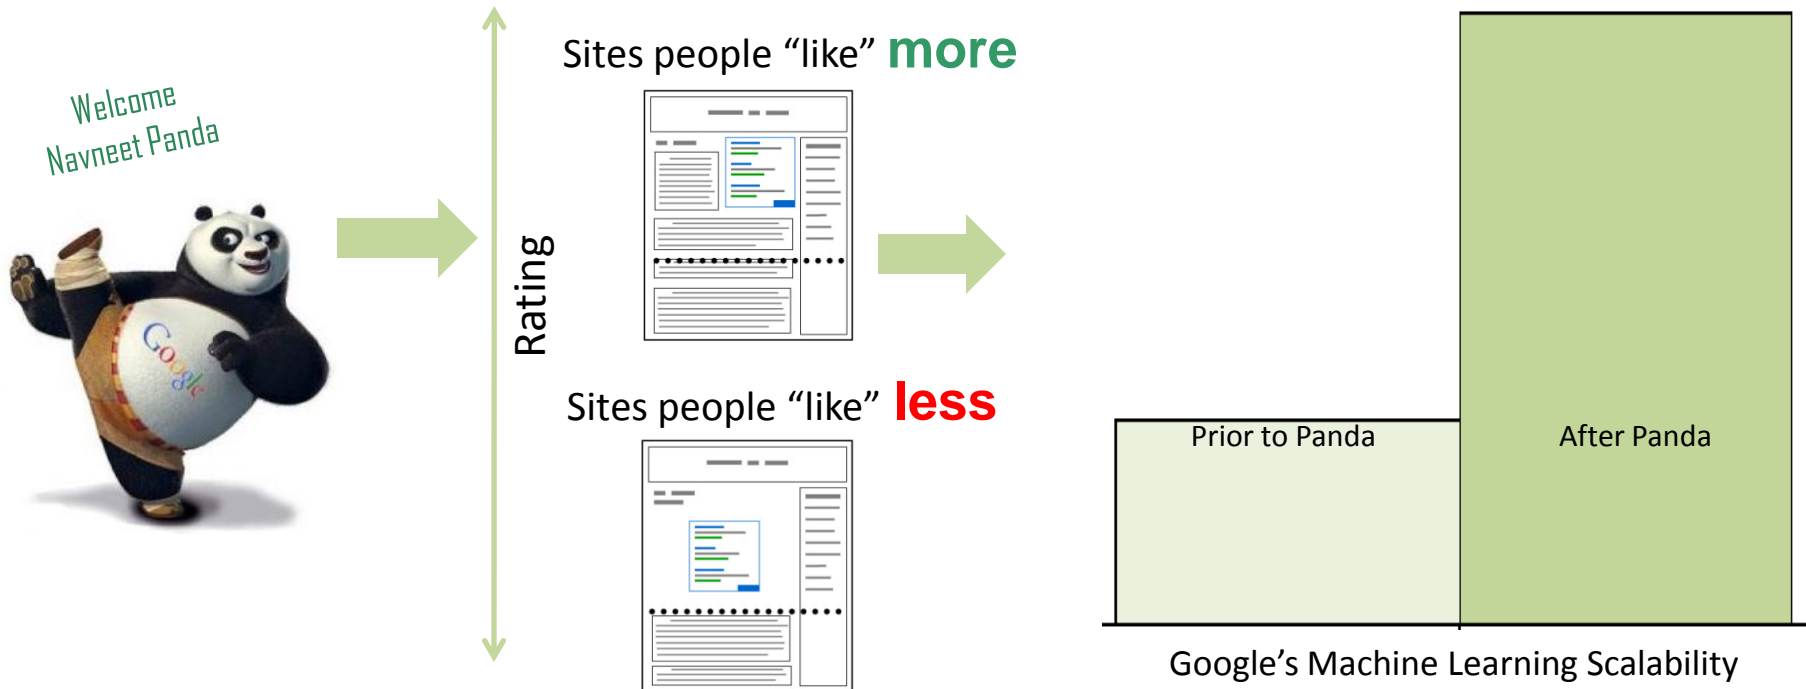 Welcome
Navneet Panda
Google
Rating
Sites people “like” more
Sites people “like” less
Prior to Panda
After Panda
Google’s Machine Learning Scalability